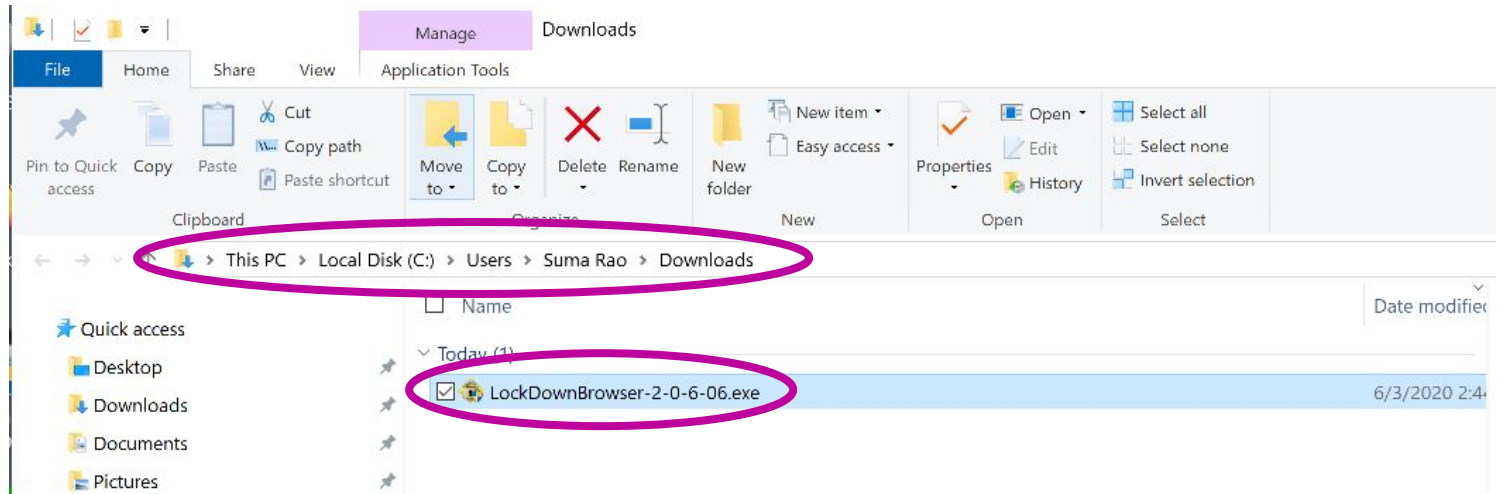 Manage Downloads
File Home Share View Application Tools
Pin to Quick access
Copy
Paste
Cut
Copy path
Paste shortcut
Clipboard
Move to
Copy to
Delete
Rename
Organize
New folder
New item
Easy access
New
Properties
Open
Edit
History
Open
Select all
Select none
Invert selection
Select
> This PC > Local Disk (C:) > Users > Suma Rao > Downloads
Name Date modified
Quick access
Desktop
Downloads
Documents
Pictures
Today (1)
LockDownBrowser-2-0-6-06.exe 6/3/2020